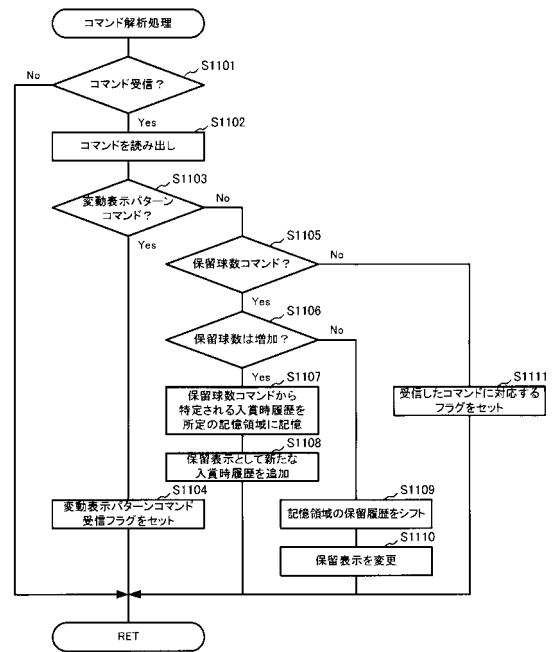 コマンド解析処理
S1101
コマンド受信？
No
Yes
S1102
コマンドを読み出し
S1103
変動表示パターン
コマンド？
No
Yes
S1105
保留球数コマンド？
No
Yes
S1106
保留球数は増加？
No
Yes
S1107
保留球数コマンドから
特定される入賞時履歴を
所定の記憶領域に記憶
S1111
受信したコマンドに対応する
フラグをセット
S1108
保留表示として新たな
入賞時履歴を追加
S1104
変動表示パターンコマンド
受信フラグをセット
S1109
記憶領域の保留履歴をシフト
S1110
保留表示を変更
RET